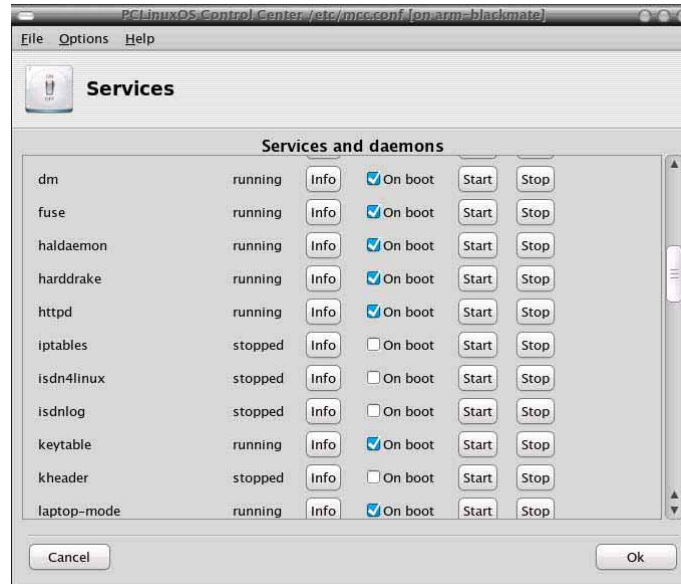 PCLinuxOS Control Center /etc/mcc.conf [on arm-blackmate]
File Options Help
ON
OFF
Services
Services and daemons
dm running Info On boot Start Stop
fuse running Info On boot Start Stop
haldaemon running Info On boot Start Stop
harddrake running Info On boot Start Stop
httpd running Info On boot Start Stop
iptables stopped Info On boot Start Stop
isdn4linux stopped Info On boot Start Stop
isdnlog stopped Info On boot Start Stop
keytable running Info On boot Start Stop
kheader stopped Info On boot Start Stop
laptop-mode running Info On boot Start Stop
Cancel Ok